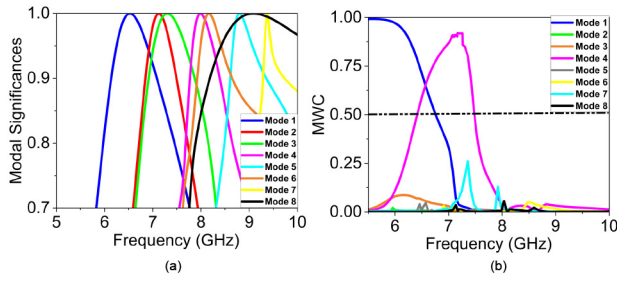 Modal Significances
1.0
0.9
0.8
0.7
5
6
7
8
9
10
Frequency (GHz)
Mode 1
Mode 2
Mode 3
Mode 4
Mode 5
Mode 6
Mode 7
Mode 8
(a)
MWC
1.00
0.75
0.50
0.25
0.00
6
7
8
9
10
Frequency (GHz)
Mode 1
Mode 2
Mode 3
Mode 4
Mode 5
Mode 6
Mode 7
Mode 8
(b)